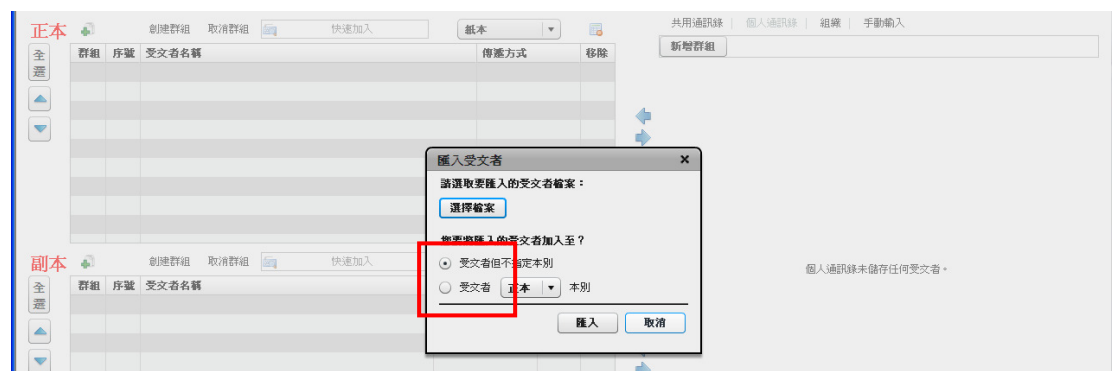 正本 創建群組 取消群組 快速加入 紙本
全選
群組 序號 受文者名稱 傳遞方式 移除
共用通訊錄 | 個人通訊錄 | 組織 | 手動輸入
新增群組
匯入受文者 ×
請選取要匯入的受文者檔案：
選擇檔案
您要將匯入的受文者加入至？
受文者但不指定本別
受文者 正本 本別
匯入 取消
副本 創建群組 取消群組 快速加入
全選
群組 序號 受文者名稱
個人通訊錄未儲存任何受文者。